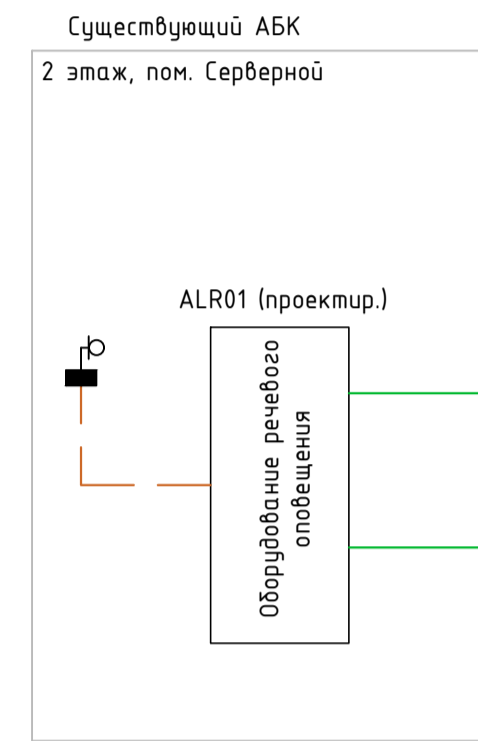 Существующий АБК
2 этаж, пом. Серверной
ALR01 (проектир.)
Оборудование речевого
оповещения